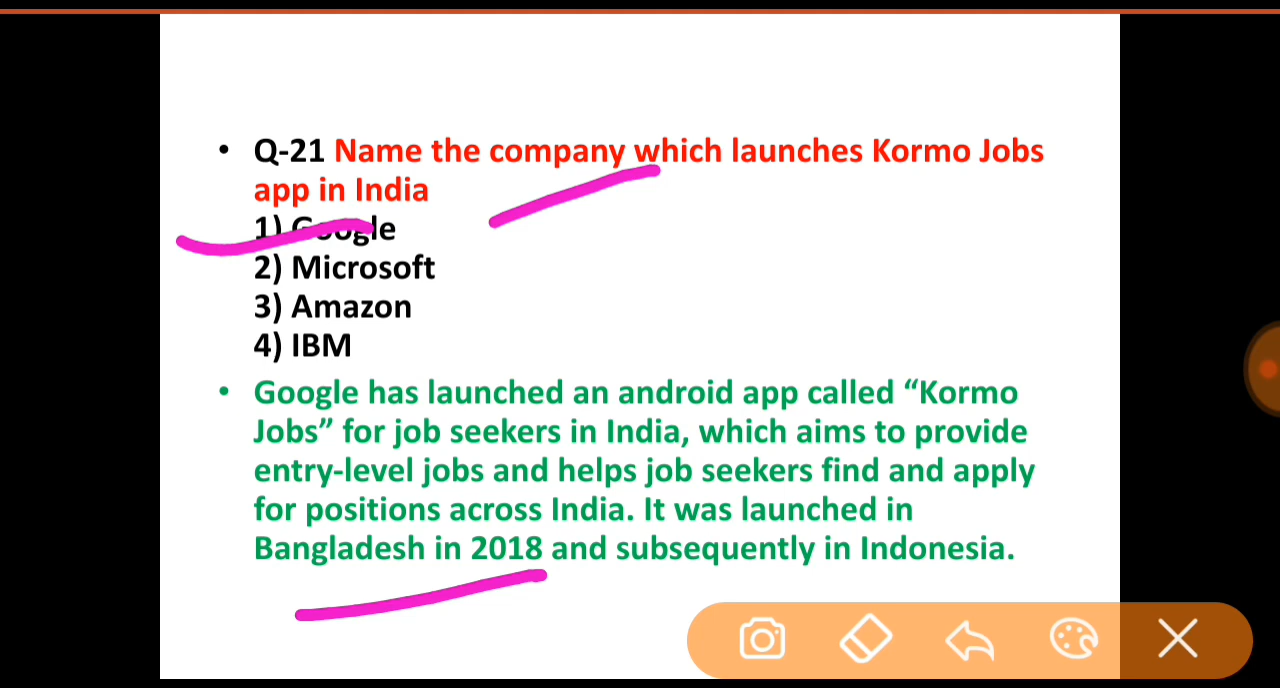 • Q-21 Name the company which launches Kormo Jobs
app in India
1) Google
2) Microsoft
3) Amazon
4) IBM
• Google has launched an android app called “Kormo
Jobs” for job seekers in India, which aims to provide
entry-level jobs and helps job seekers find and apply
for positions across India. It was launched in
Bangladesh in 2018 and subsequently in Indonesia.